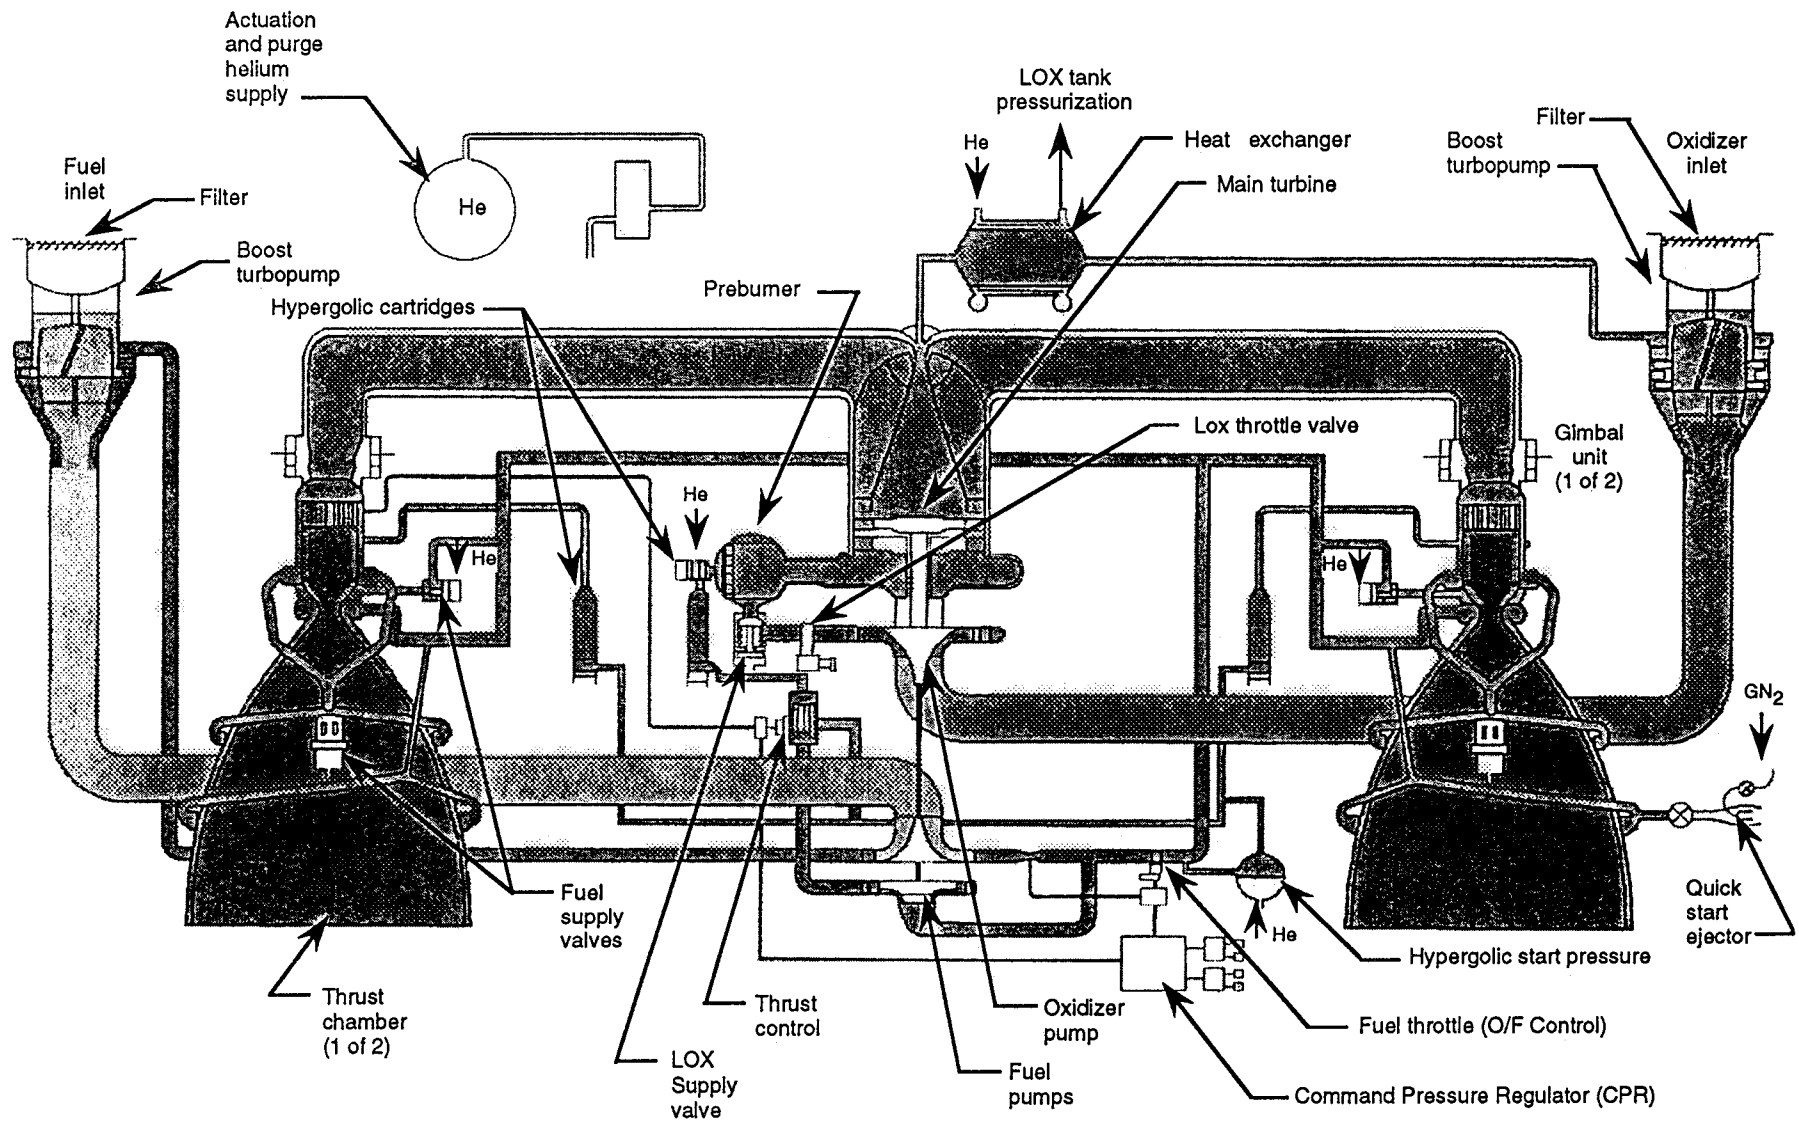 Actuation
and purge
helium
supply
LOX tank
pressurization
He
Heat exchanger
Main turbine
Filter
Boost
turbopump
Oxidizer
inlet
Fuel
inlet
Filter
He
Boost
turbopump
Hypergolic cartridges
Preburner
Lox throttle valve
Gimbal
unit
(1 of 2)
He
He
He
GN2
Fuel
supply
valves
Quick
start
ejector
He
Hypergolic start pressure
Thrust
chamber
(1 of 2)
Thrust
control
Oxidizer
pump
Fuel throttle (O/F Control)
LOX
Supply
valve
Fuel
pumps
Command Pressure Regulator (CPR)